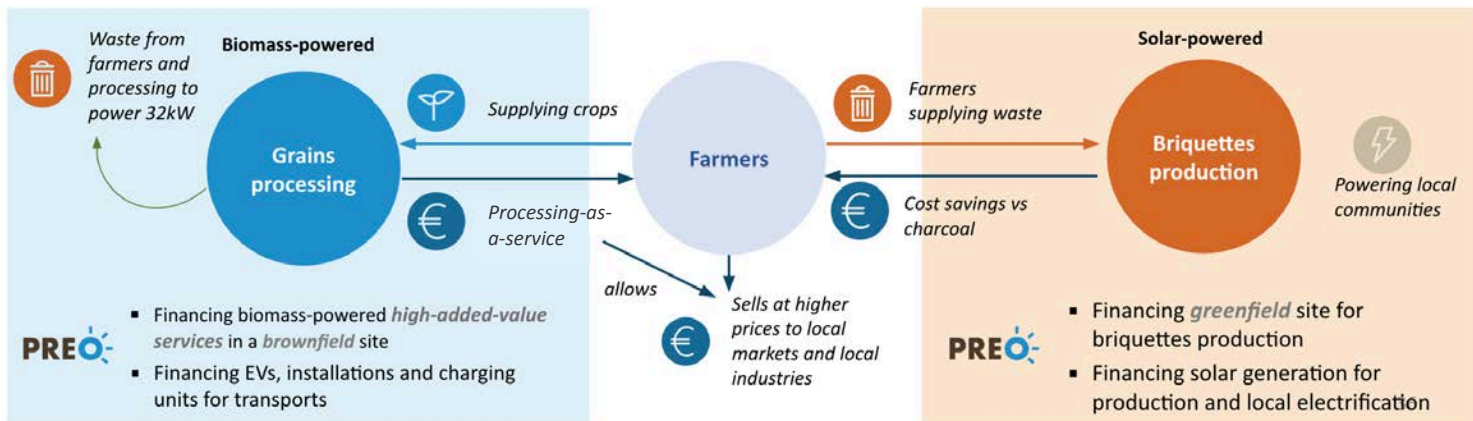 Waste from
farmers and
processing to
power 32kW
Biomass-powered
Grains
processing
Supplying crops
Processing-as-
a-service
Farmers
allows
Sells at higher
prices to local
markets and local
industries
Farmers
supplying waste
Cost savings vs
charcoal
Solar-powered
Briquettes
production
Powering local
communities
PREO
▪ Financing biomass-powered high-added-value
services in a brownfield site
▪ Financing EVs, installations and charging
units for transports
PREO
▪ Financing greenfield site for
briquettes production
▪ Financing solar generation for
production and local electrification